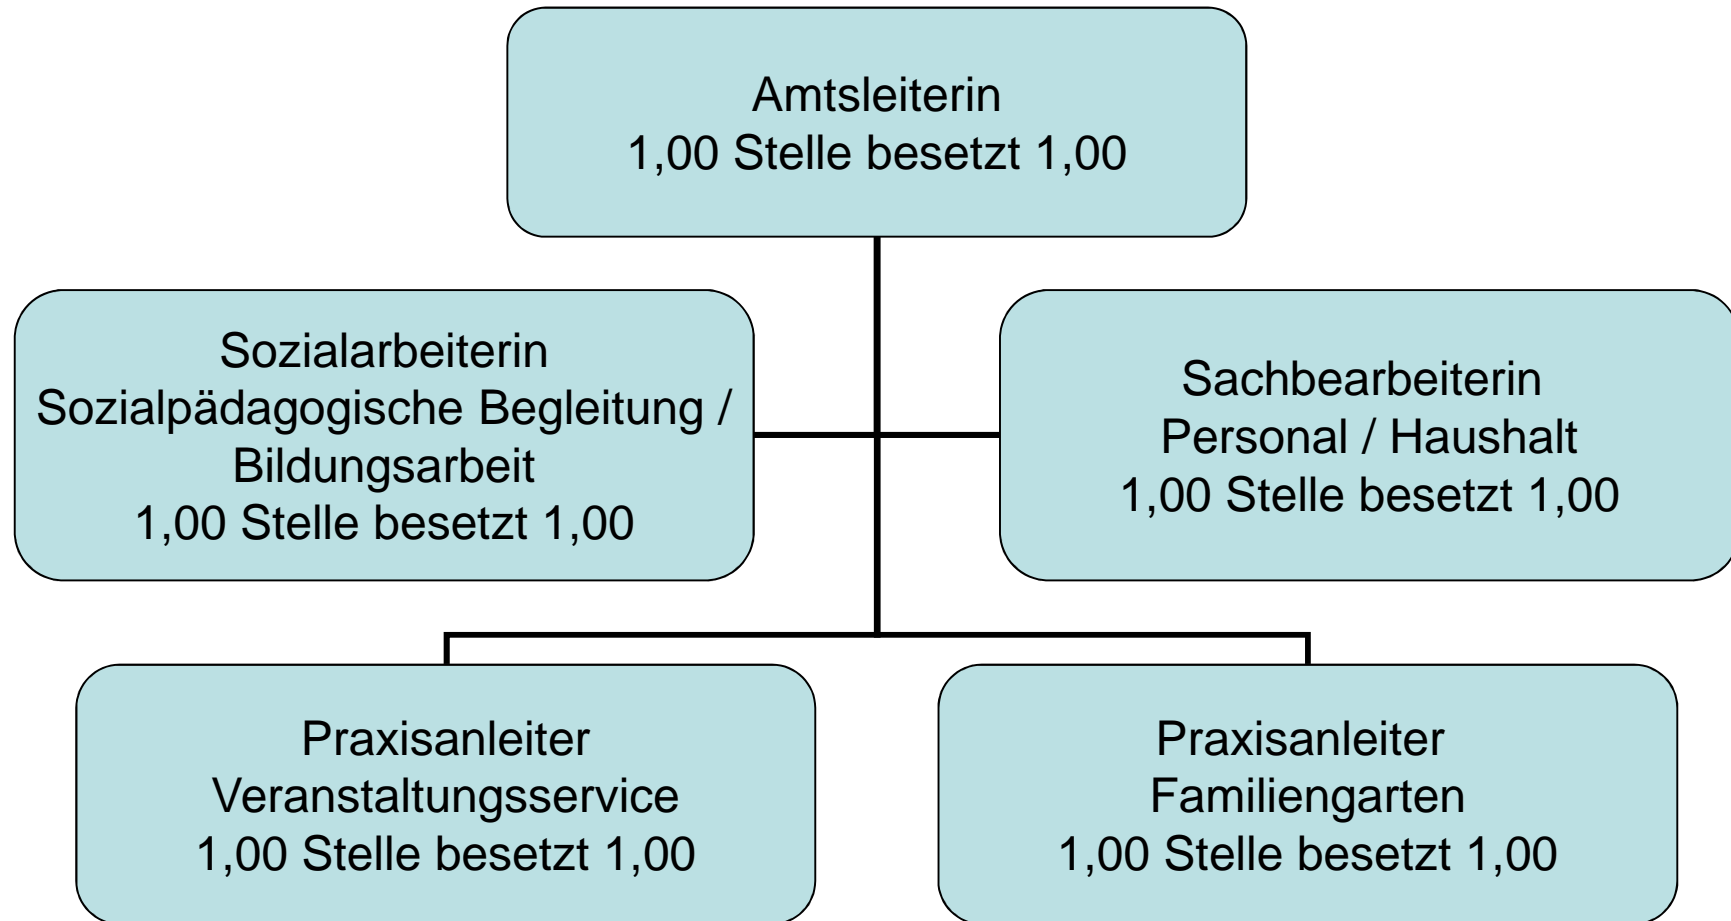 Amtsleiterin
1,00 Stelle besetzt 1,00
Sozialarbeiterin
Sozialpädagogische Begleitung /
Bildungsarbeit
1,00 Stelle besetzt 1,00
Sachbearbeiterin
Personal / Haushalt
1,00 Stelle besetzt 1,00
Praxisanleiter
Veranstaltungsservice
1,00 Stelle besetzt 1,00
Praxisanleiter
Familiengarten
1,00 Stelle besetzt 1,00